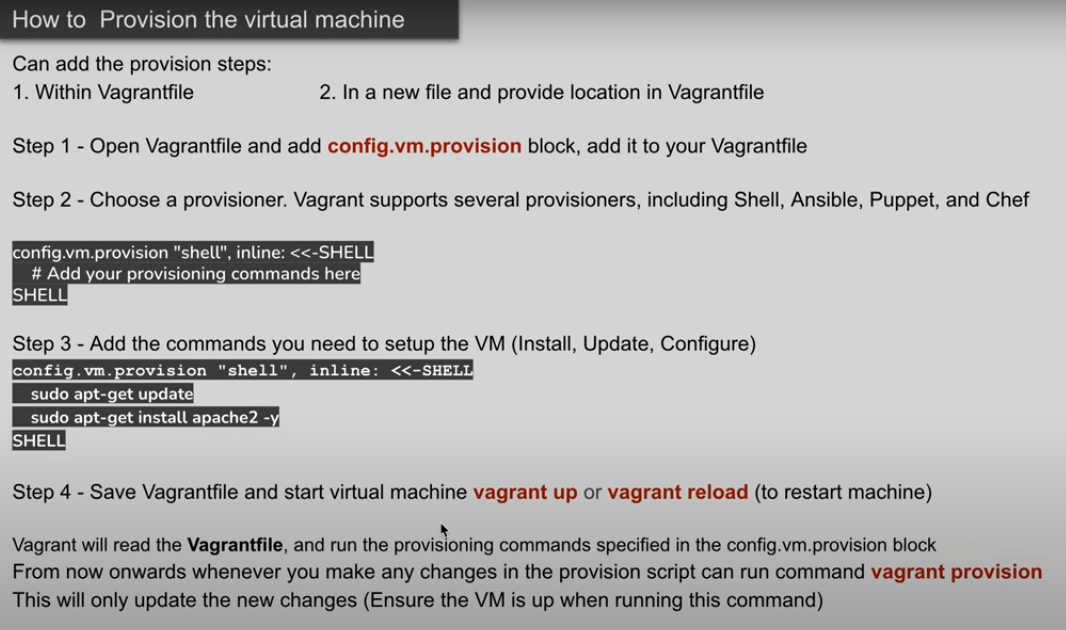 How to  Provision the virtual machine
Can add the provision steps:
1. Within Vagrantfile 2. In a new file and provide location in Vagrantfile
Step 1 - Open Vagrantfile and add config.vm.provision block, add it to your Vagrantfile
Step 2 - Choose a provisioner. Vagrant supports several provisioners, including Shell, Ansible, Puppet, and Chef
config.vm.provision "shell", inline: <<-SHELL
# Add your provisioning commands here
SHELL
Step 3 - Add the commands you need to setup the VM (Install, Update, Configure)
config.vm.provision "shell", inline: <<-SHELL
sudo apt-get update
sudo apt-get install apache2 -y
SHELL
Step 4 - Save Vagrantfile and start virtual machine vagrant up or vagrant reload (to restart machine)
Vagrant will read the Vagrantfile, and run the provisioning commands specified in the config.vm.provision block
From now onwards whenever you make any changes in the provision script can run command vagrant provision
This will only update the new changes (Ensure the VM is up when running this command)